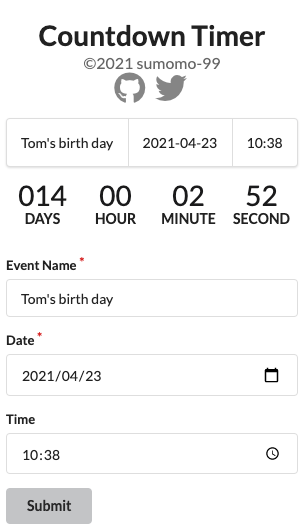 Countdown Timer
©2021 sumomo-99
Tom's birth day 2021-04-23 10:38
014 00 02 52
DAYS HOUR MINUTE SECOND
Event Name *
Tom's birth day
Date *
2021/04/23
Time
10:38
Submit